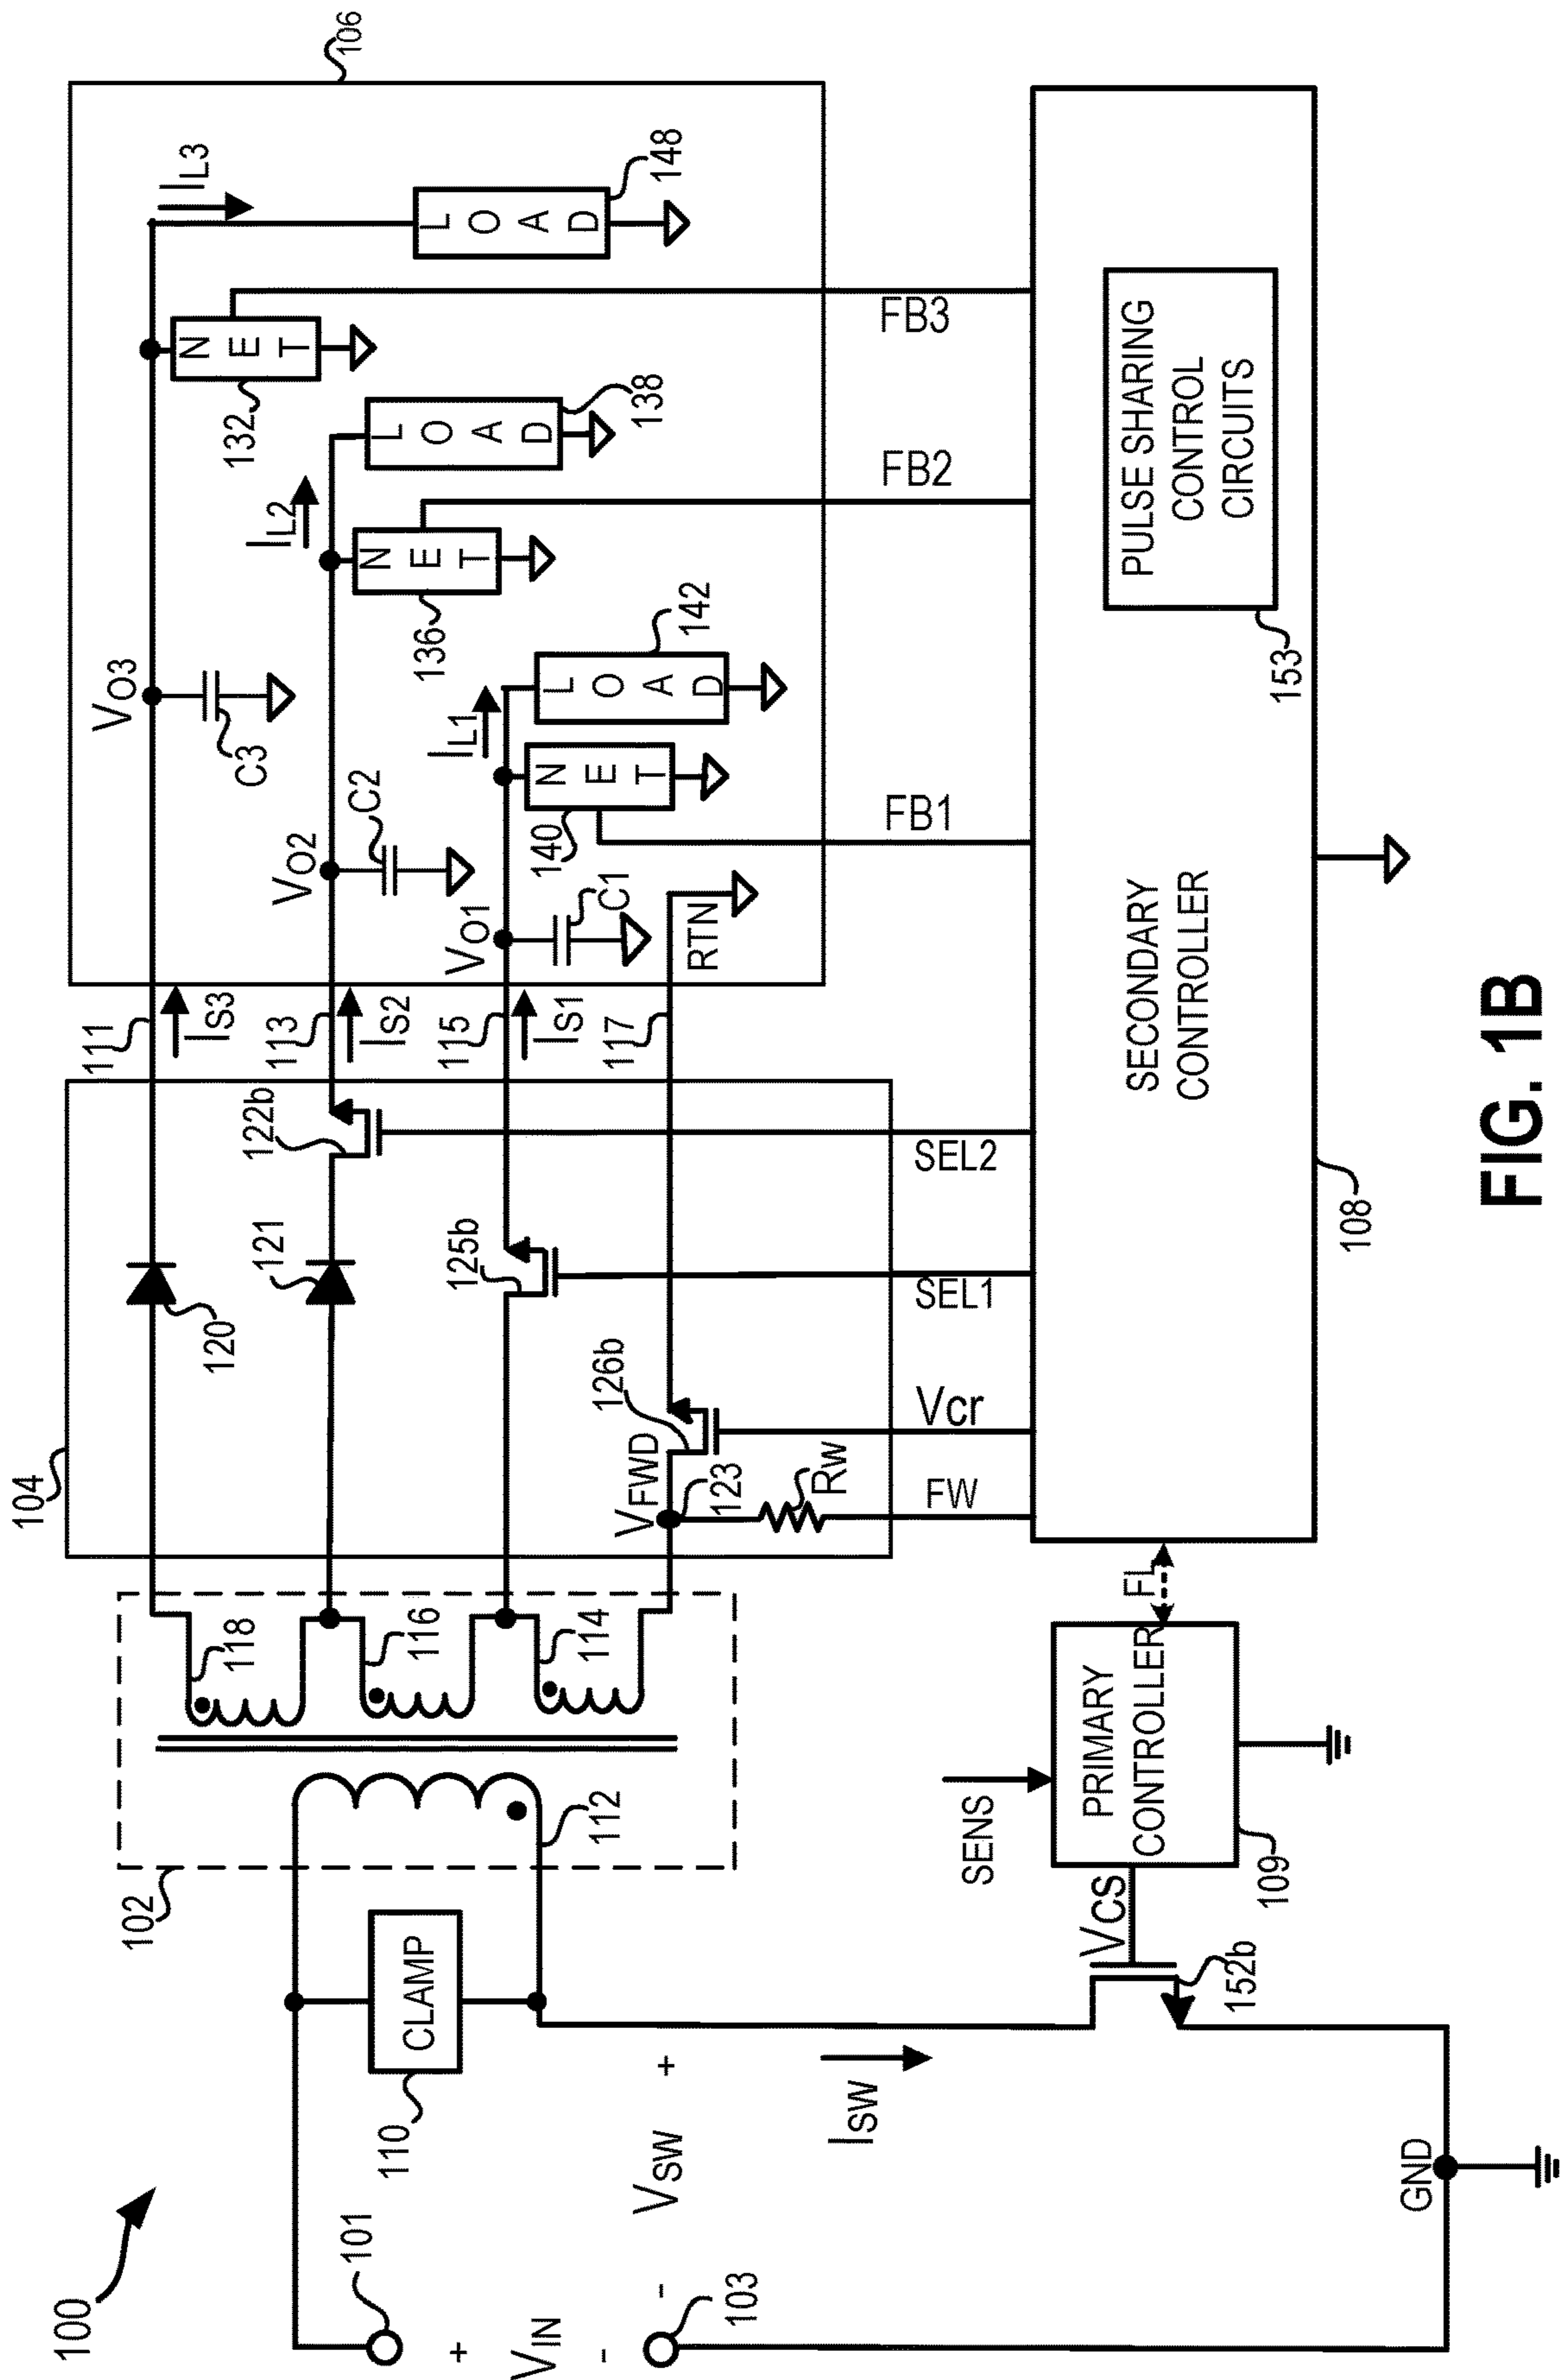 100
101
+
VIN
-
103
-
VSW
+
110
CLAMP
102
112
118
116
114
ISW
GND
152b
VCS
109
SENS
PRIMARY
CONTROLLER
FL
104
120
121
122b
125b
126b
VFWD
123
RW
FW
Vcr
SEL1
SEL2
111
IS3
113
IS2
115
IS1
117
RTN
106
VO3
C3
VO2
C2
VO1
C1
IL1
IL2
IL3
NET
132
NET
136
NET
140
LOAD
138
LOAD
142
LOAD
148
FB1
FB2
FB3
SECONDARY
CONTROLLER
108
PULSE SHARING
CONTROL
CIRCUITS
153
FIG. 1B